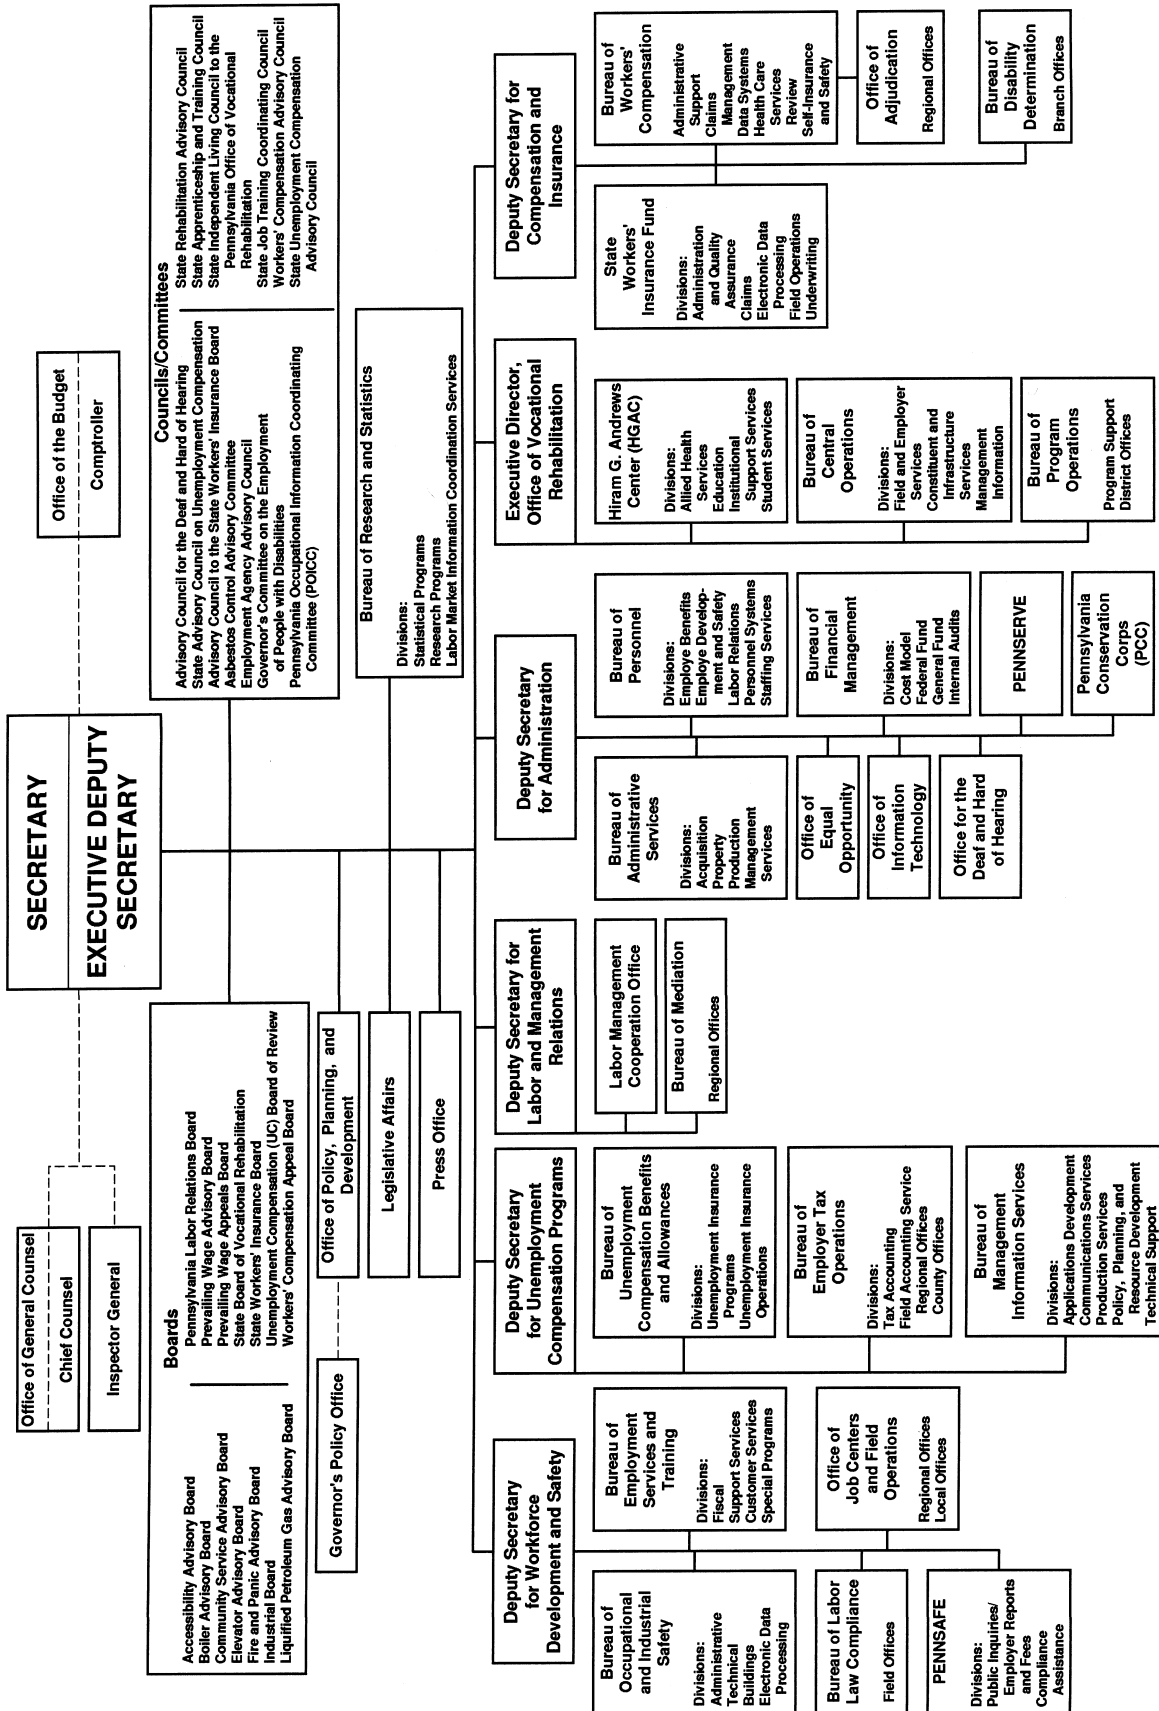 SECRETARY
EXECUTIVE DEPUTY
SECRETARY
Office of General Counsel
Chief Counsel
Inspector General
Office of the Budget
Comptroller
Boards
Accessibility Advisory Board
Boiler Advisory Board
Community Service Advisory Board
Elevator Advisory Board
Fire and Panic Advisory Board
Industrial Board
Liquified Petroleum Gas Advisory Board
Pennsylvania Labor Relations Board
Prevailing Wage Advisory Board
Prevailing Wage Appeals Board
State Board of Vocational Rehabilitation
State Workers' Insurance Board
Unemployment Compensation (UC) Board of Review
Workers' Compensation Appeal Board
Councils/Committees
Advisory Council for the Deaf and Hard of Hearing
State Advisory Council on Unemployment Compensation
Advisory Council to the State Workers' Insurance Board
Asbestos Control Advisory Committee
Employment Agency Advisory Council
Governor's Committee on the Employment
of People with Disabilities
Pennsylvania Occupational Information Coordinating
Committee (POICC)
State Rehabilitation Advisory Council
State Apprenticeship and Training Council
State Independent Living Council to the
Pennsylvania Office of Vocational
Rehabilitation
State Job Training Coordinating Council
Workers' Compensation Advisory Council
State Unemployment Compensation
Advisory Council
Governor's Policy Office
Office of Policy, Planning, and
Development
Legislative Affairs
Press Office
Bureau of Research and Statistics
Divisions:
Statistical Programs
Research Programs
Labor Market Information Coordination Services
Deputy Secretary
for Workforce
Development and Safety
Bureau of
Occupational
and Industrial
Safety
Divisions:
Administrative
Technical
Buildings
Electronic Data
Processing
Bureau of Labor
Law Compliance
Field Offices
PENNSAFE
Divisions:
Public Inquiries/
Employer Reports
and Fees
Compliance
Assistance
Bureau of
Employment
Services and
Training
Divisions:
Fiscal
Support Services
Customer Services
Special Programs
Office of
Job Centers
and Field
Operations
Regional Offices
Local Offices
Deputy Secretary
for Unemployment
Compensation Programs
Bureau of
Unemployment
Compensation Benefits
and Allowances
Divisions:
Unemployment Insurance
Programs
Unemployment Insurance
Operations
Bureau of
Employer Tax
Operations
Divisions:
Tax Accounting
Field Accounting Service
Regional Offices
County Offices
Bureau of
Management
Information Services
Divisions:
Applications Development
Communications Services
Production Services
Policy, Planning, and
Resource Development
Technical Support
Deputy Secretary for
Labor and Management
Relations
Labor Management
Cooperation Office
Bureau of Mediation
Regional Offices
Deputy Secretary
for Administration
Bureau of
Administrative
Services
Divisions:
Acquisition
Property
Production
Management
Services
Office of
Equal
Opportunity
Office of
Information
Technology
Office for the
Deaf and Hard
of Hearing
Bureau of
Personnel
Divisions:
Employe Benefits
Employe Develop-
ment and Safety
Labor Relations
Personnel Systems
Staffing Services
Bureau of
Financial
Management
Divisions:
Cost Model
Federal Fund
General Fund
Internal Audits
PENNSERVE
Pennsylvania
Conservation
Corps
(PCC)
Executive Director,
Office of Vocational
Rehabilitation
Hiram G. Andrews
Center (HGAC)
Divisions:
Allied Health
Services
Education
Institutional
Support Services
Student Services
Bureau of
Central
Operations
Divisions:
Field and Employer
Services
Constituent and
Infrastructure
Services
Management
Information
Bureau of
Program
Operations
Program Support
District Offices
Deputy Secretary for
Compensation and
Insurance
State
Workers'
Insurance Fund
Divisions:
Administration
and Quality
Assurance
Claims
Electronic Data
Processing
Field Operations
Underwriting
Bureau of
Workers'
Compensation
Administrative
Support
Claims
Management
Data Systems
Health Care
Services
Review
Self-Insurance
and Safety
Office of
Adjudication
Regional Offices
Bureau of
Disability
Determination
Branch Offices